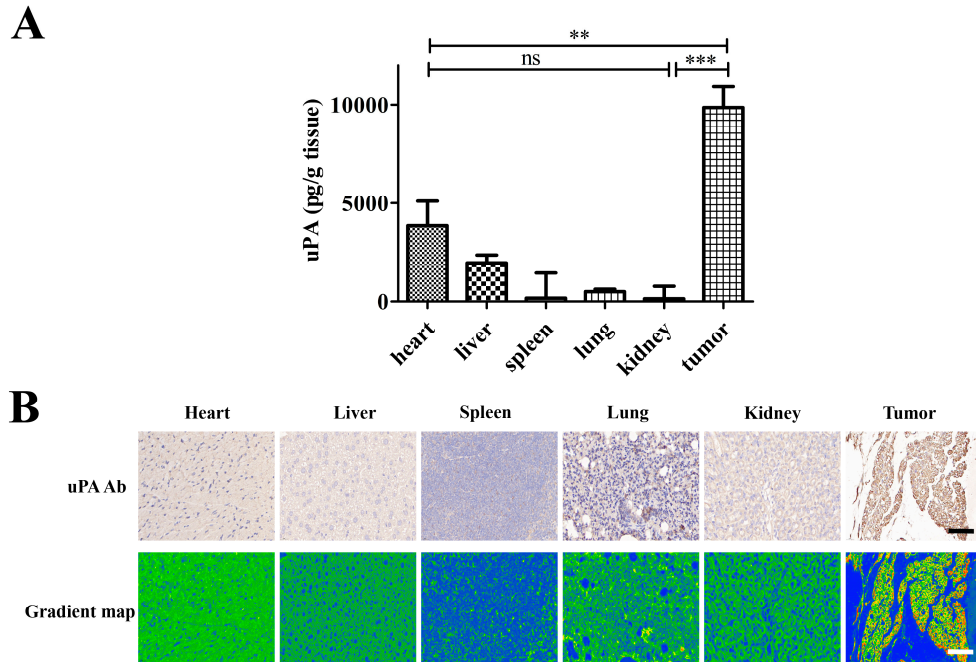 A
**
ns
***
uPA (pg/g tissue)
10000
5000
0
heart
liver
spleen
lung
kidney
tumor
B
Heart
Liver
Spleen
Lung
Kidney
Tumor
uPA Ab
Gradient map